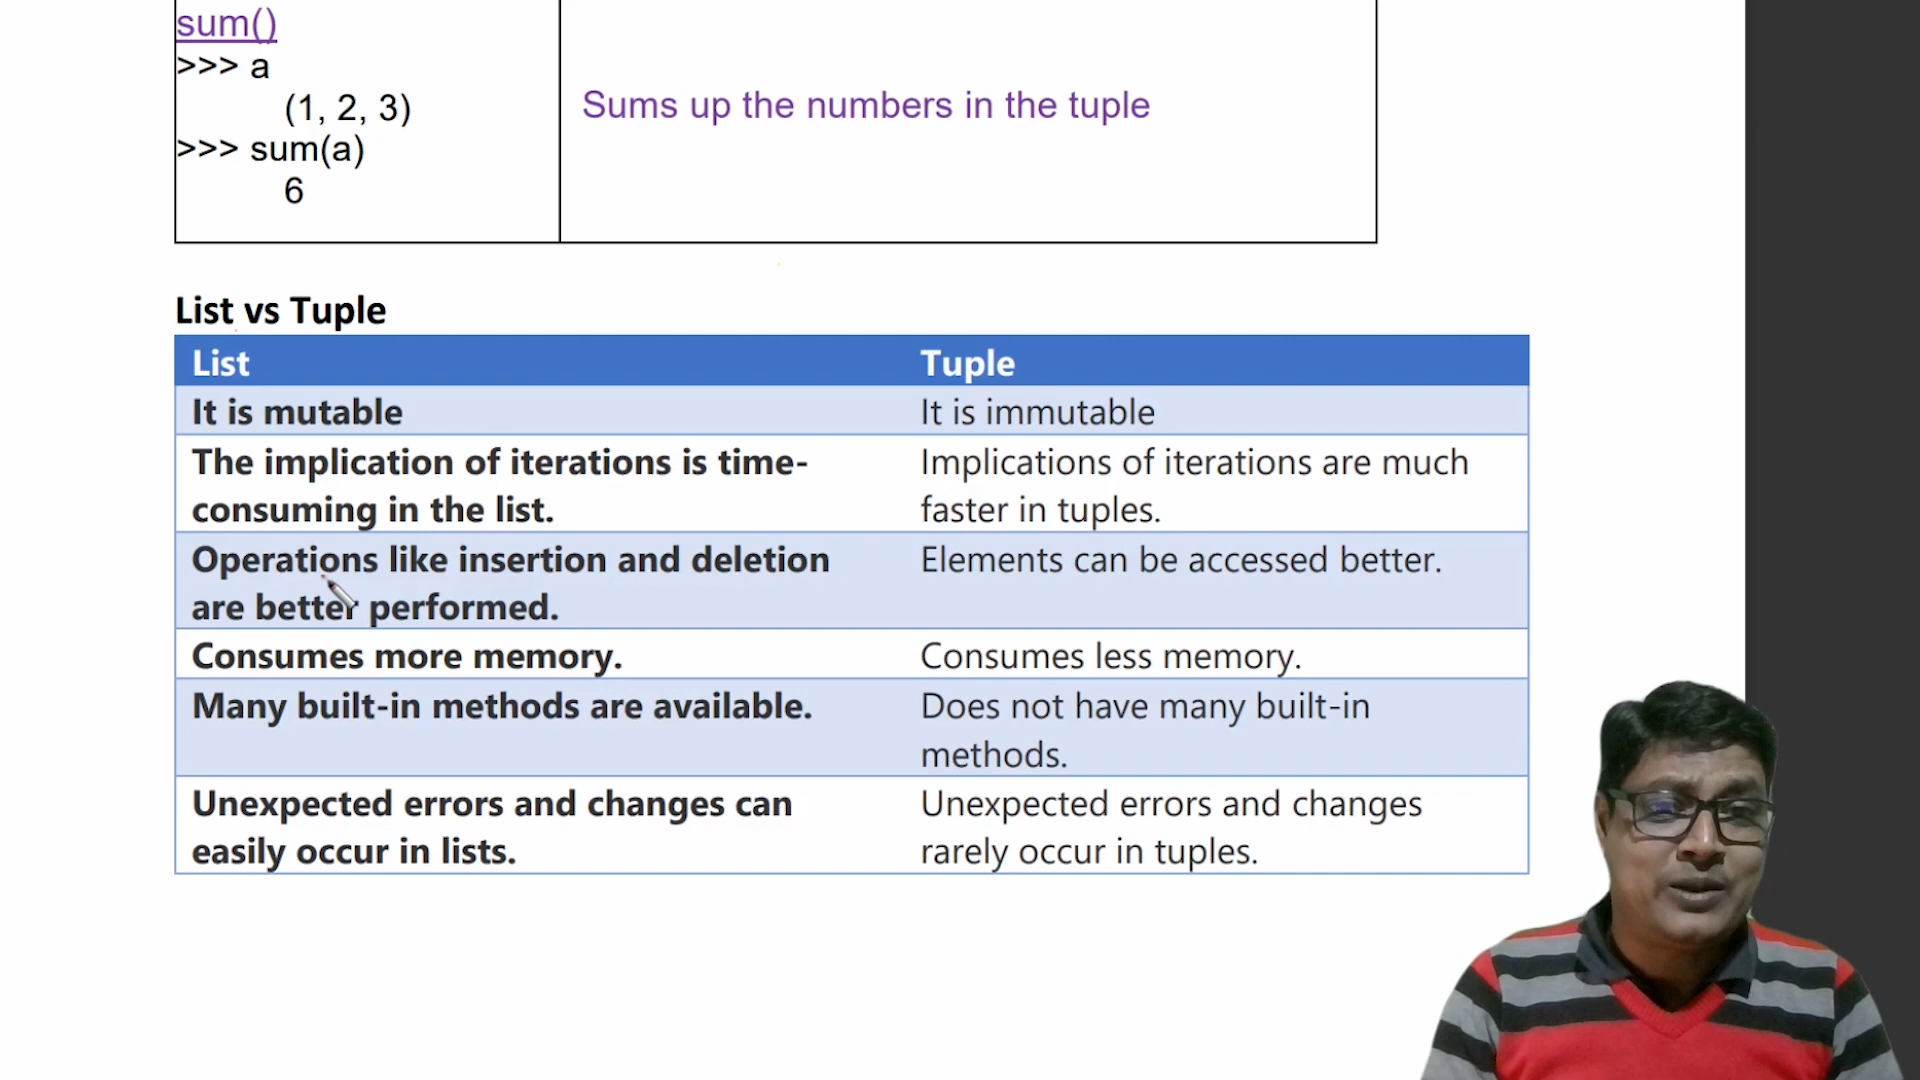 sum()
>>> a
(1, 2, 3)
>>> sum(a)
6
Sums up the numbers in the tuple
List vs Tuple
List Tuple
It is mutable It is immutable
The implication of iterations is time-
consuming in the list.
Implications of iterations are much
faster in tuples.
Operations like insertion and deletion
are better performed.
Elements can be accessed better.
Consumes more memory. Consumes less memory.
Many built-in methods are available.
Does not have many built-in
methods.
Unexpected errors and changes can
easily occur in lists.
Unexpected errors and changes
rarely occur in tuples.